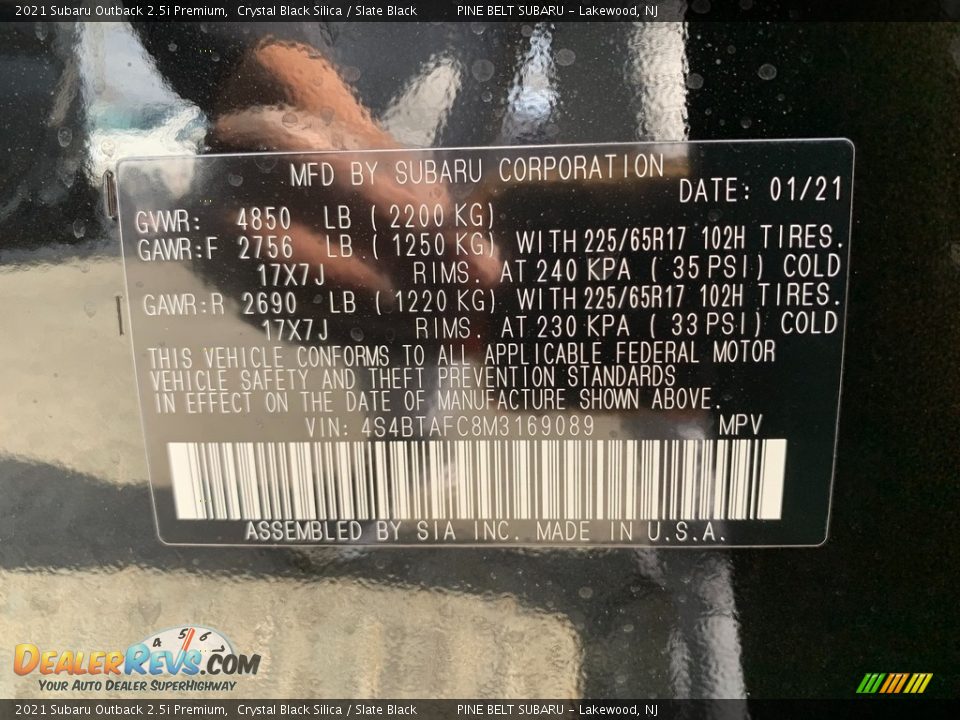 2021 Subaru Outback 2.5i Premium, Crystal Black Silica / Slate Black PINE BELT SUBARU - Lakewood, NJ
MFD BY SUBARU CORPORATION
DATE: 01/21
GVWR: 4850 LB (2200 KG)
GAWR:F 2756 LB (1250 KG) WITH 225/65R17 102H TIRES.
17X7J RIMS. AT 240 KPA (35 PSI) COLD
GAWR:R 2690 LB (1220 KG) WITH 225/65R17 102H TIRES.
17X7J RIMS. AT 230 KPA (33 PSI) COLD
THIS VEHICLE CONFORMS TO ALL APPLICABLE FEDERAL MOTOR
VEHICLE SAFETY AND THEFT PREVENTION STANDARDS
IN EFFECT ON THE DATE OF MANUFACTURE SHOWN ABOVE.
VIN: 4S4BTAFC8M3169089 MPV
ASSEMBLED BY SIA INC. MADE IN U.S.A.
4 5 6
DEALERREVS.COM
YOUR AUTO DEALER SUPERHIGHWAY
2021 Subaru Outback 2.5i Premium, Crystal Black Silica / Slate Black PINE BELT SUBARU - Lakewood, NJ